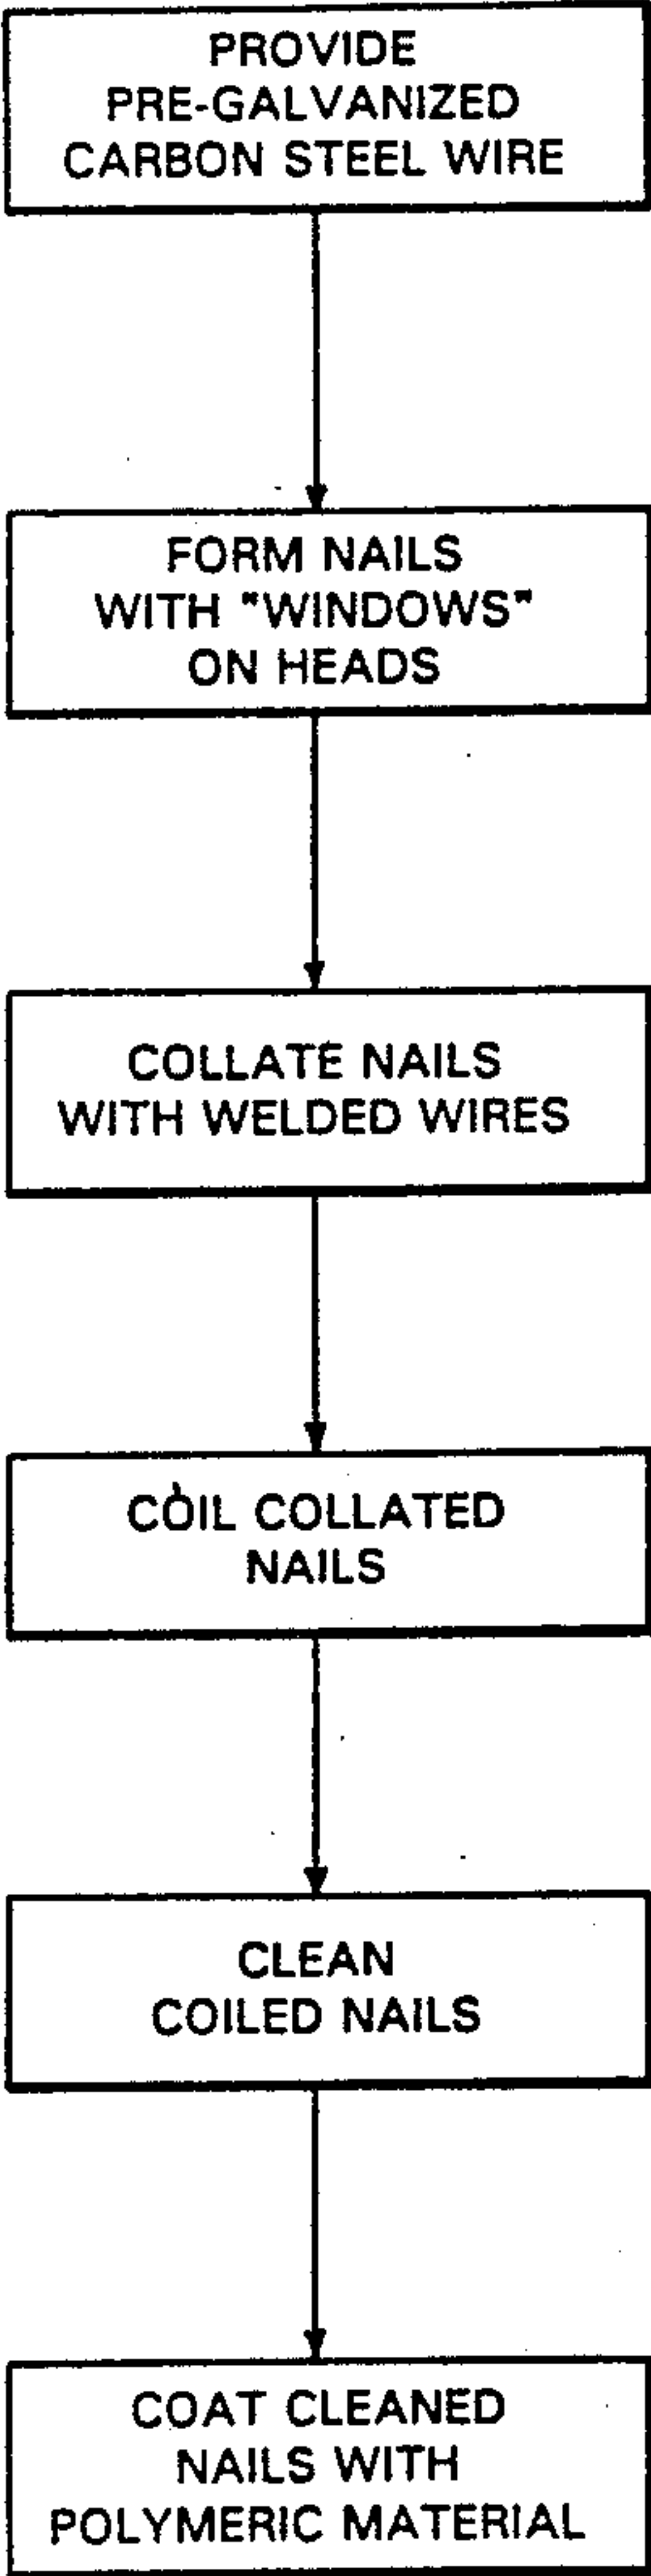 PROVIDE
PRE-GALVANIZED
CARBON STEEL WIRE
FORM NAILS
WITH "WINDOWS"
ON HEADS
COLLATE NAILS
WITH WELDED WIRES
COIL COLLATED
NAILS
CLEAN
COILED NAILS
COAT CLEANED
NAILS WITH
POLYMERIC MATERIAL